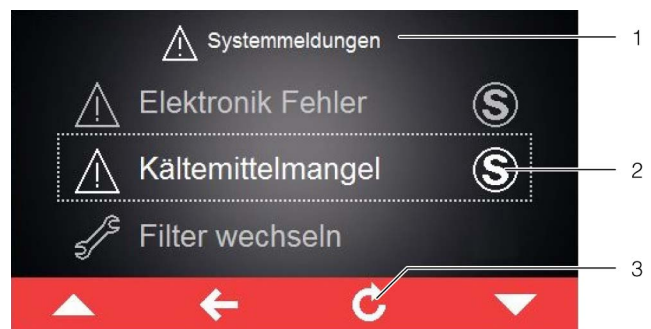 Systemmeldungen
1
Elektronik Fehler S
Kältemittelmangel S
2
Filter wechseln
3